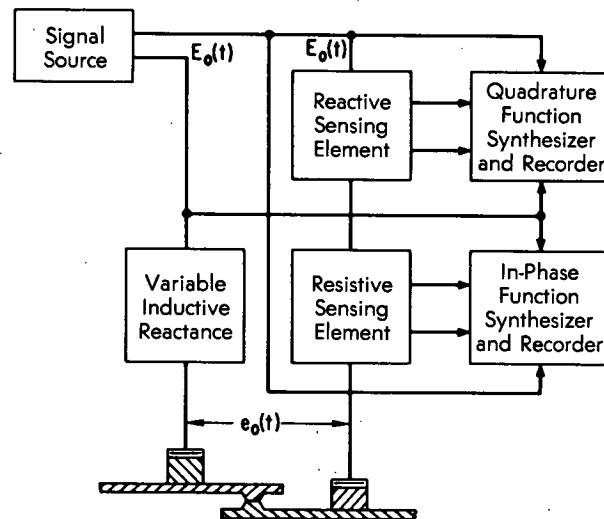 Signal
Source
E₀(t)
E₀(t)
Reactive
Sensing
Element
Quadrature
Function
Synthesizer
and Recorder
Variable
Inductive
Reactance
Resistive
Sensing
Element
In-Phase
Function
Synthesizer
and Recorder
e₀(t)